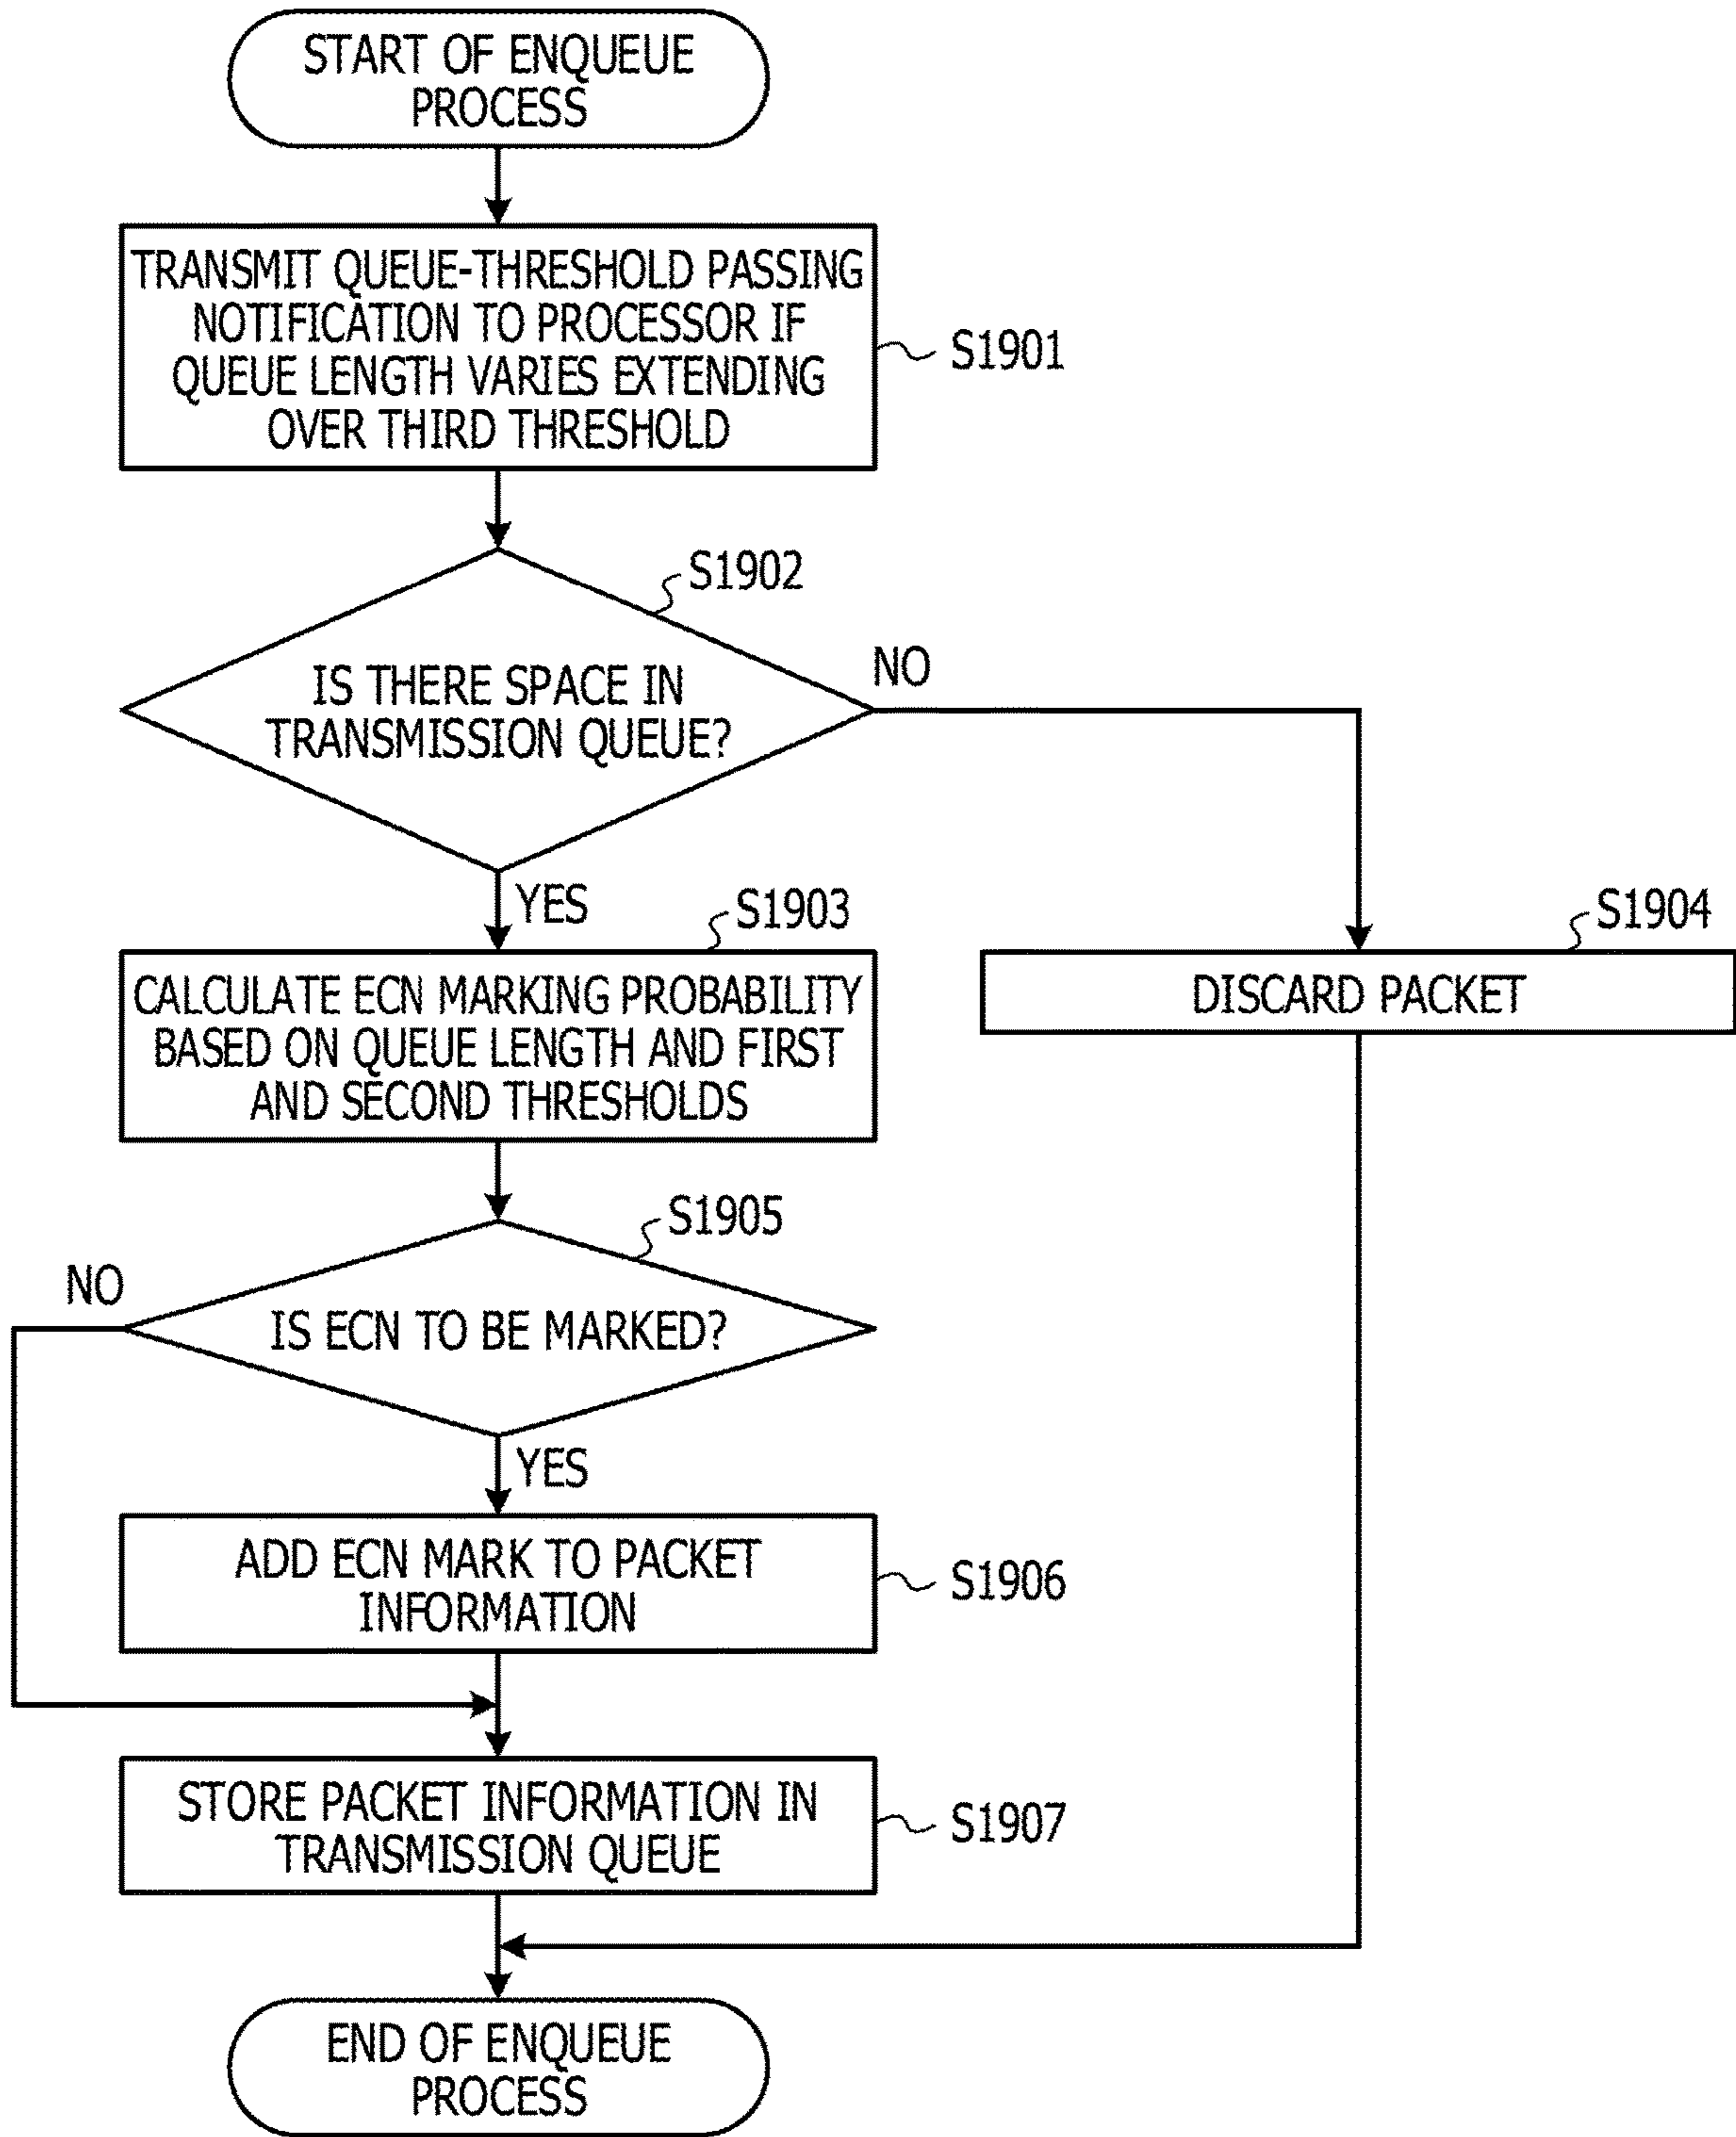 START OF ENQUEUE
PROCESS
TRANSMIT QUEUE-THRESHOLD PASSING
NOTIFICATION TO PROCESSOR IF
QUEUE LENGTH VARIES EXTENDING
OVER THIRD THRESHOLD
S1901
S1902
IS THERE SPACE IN
TRANSMISSION QUEUE?
NO
YES
S1903
CALCULATE ECN MARKING PROBABILITY
BASED ON QUEUE LENGTH AND FIRST
AND SECOND THRESHOLDS
S1904
DISCARD PACKET
S1905
NO
IS ECN TO BE MARKED?
YES
ADD ECN MARK TO PACKET
INFORMATION
S1906
STORE PACKET INFORMATION IN
TRANSMISSION QUEUE
S1907
END OF ENQUEUE
PROCESS